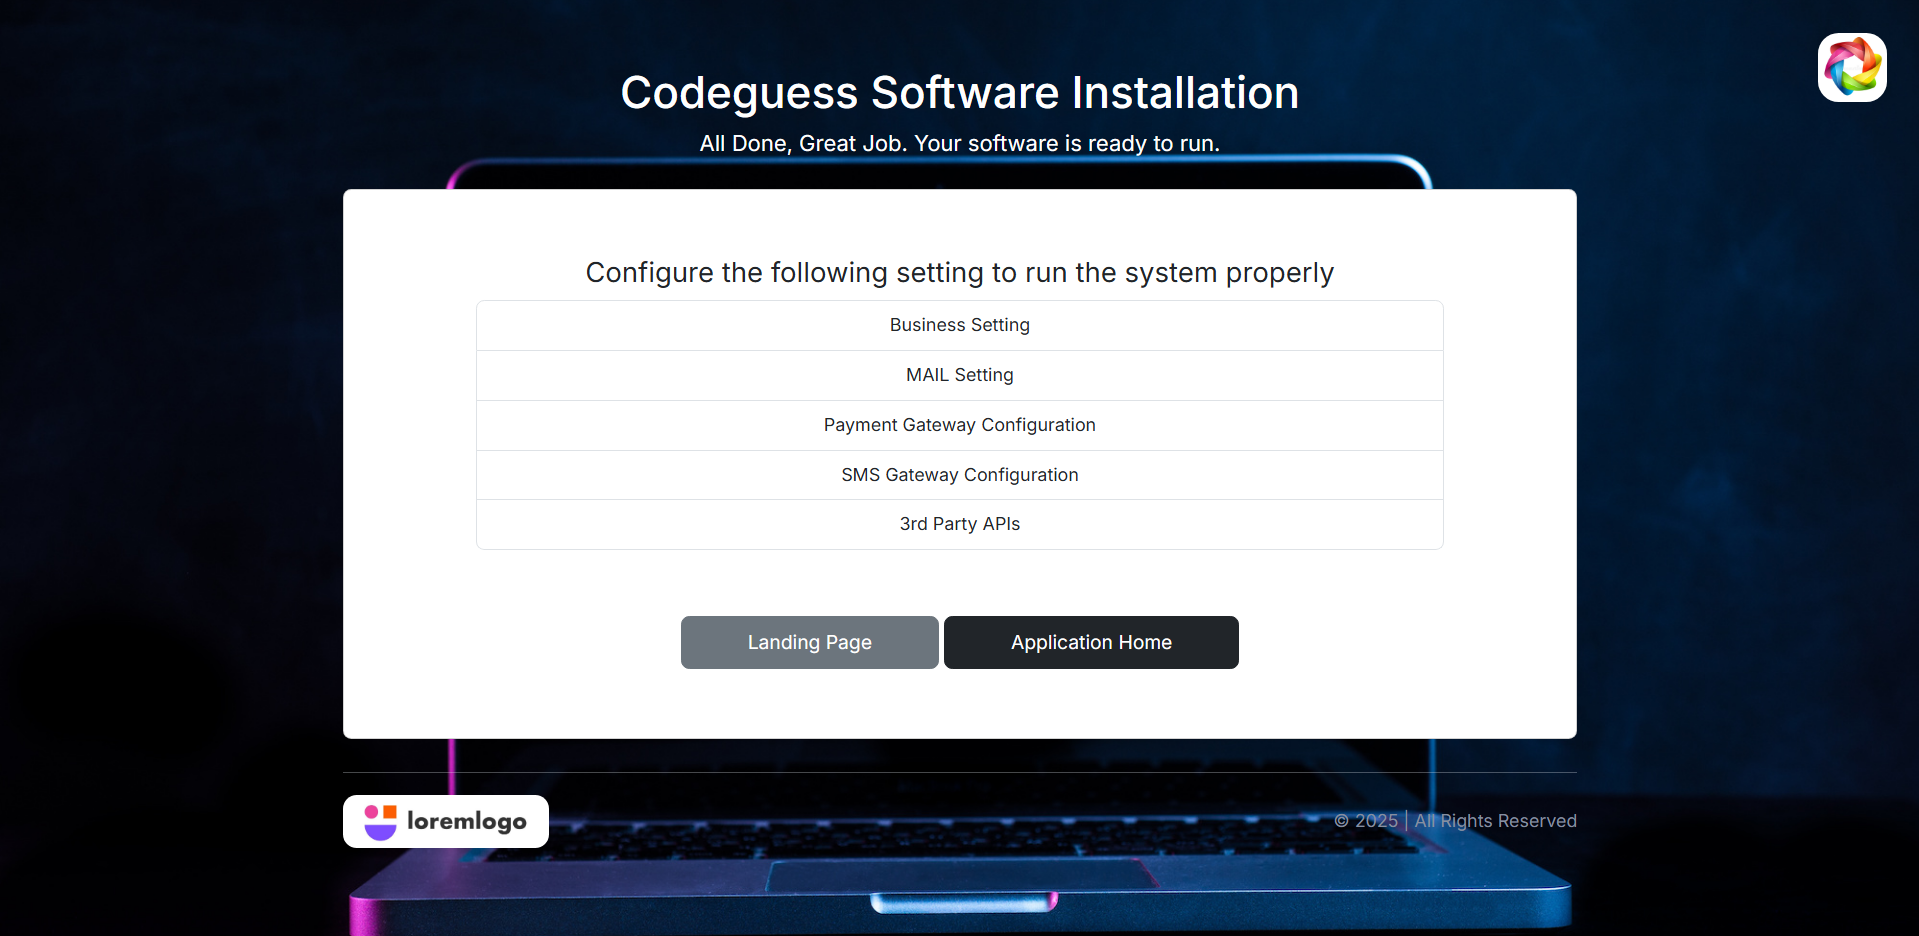 Codeguess Software Installation
All Done, Great Job. Your software is ready to run.
Configure the following setting to run the system properly
Business Setting
MAIL Setting
Payment Gateway Configuration
SMS Gateway Configuration
3rd Party APIs
Landing Page
Application Home
loremlogo
© 2025 | All Rights Reserved